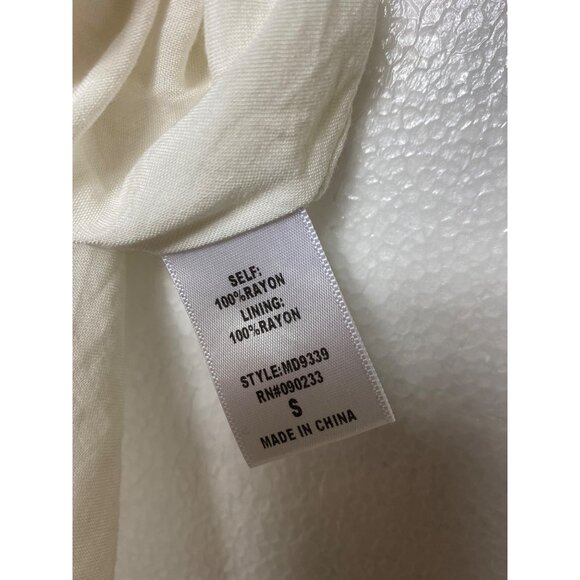 SELF:
100%RAYON
LINING:
100%RAYON
STYLE:MD9339
RN#090233
S
MADE IN CHINA